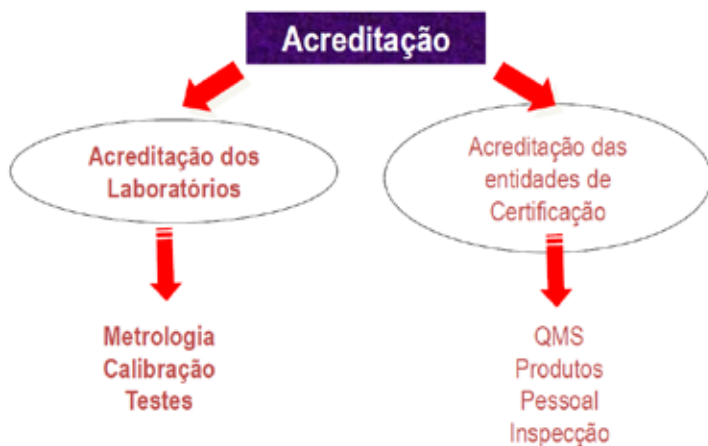 Acreditação
Acreditação dos
Laboratórios
Acreditação das
entidades de
Certificação
Metrologia
Calibração
Testes
QMS
Produtos
Pessoal
Inspecção